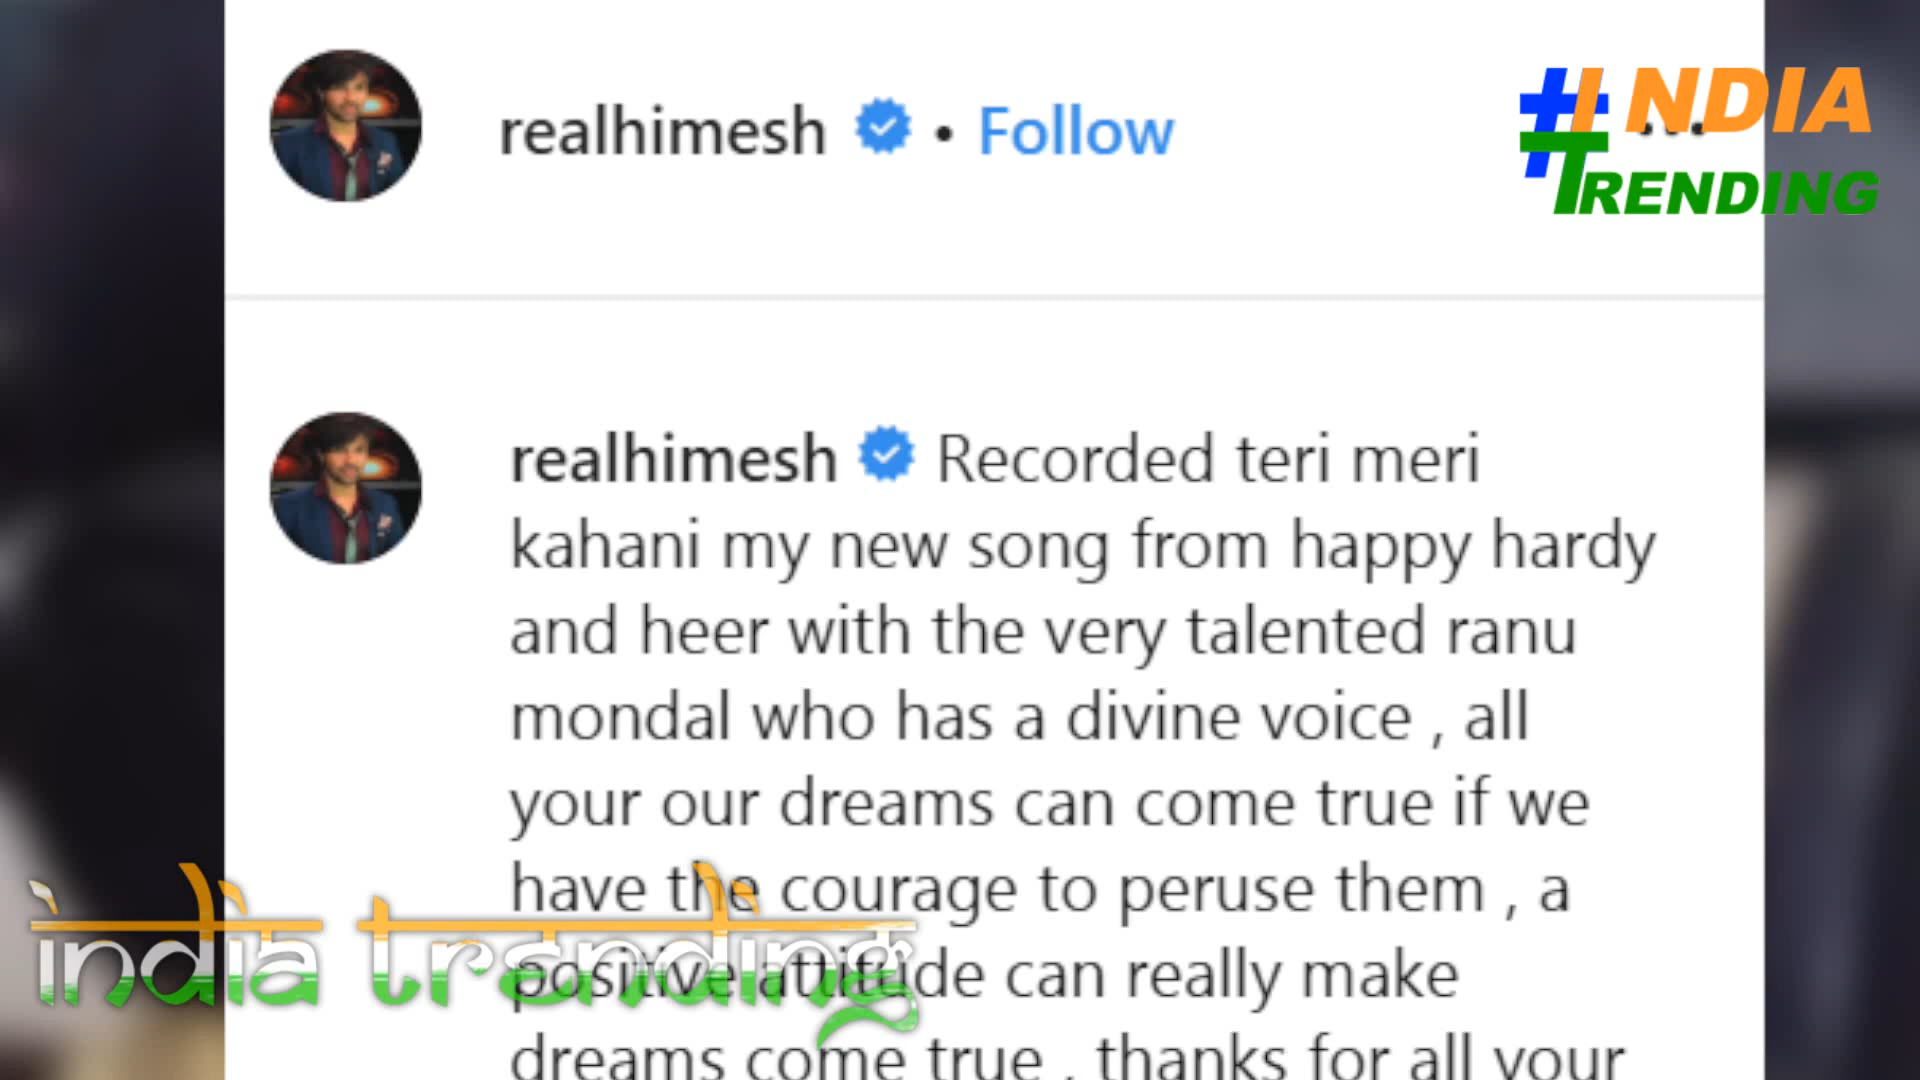 realhimesh • Follow
#INDIA
TRENDING
realhimesh Recorded teri meri
kahani my new song from happy hardy
and heer with the very talented ranu
mondal who has a divine voice , all
your our dreams can come true if we
have the courage to peruse them , a
positive attitude can really make
dreams come true , thanks for all your
india trending